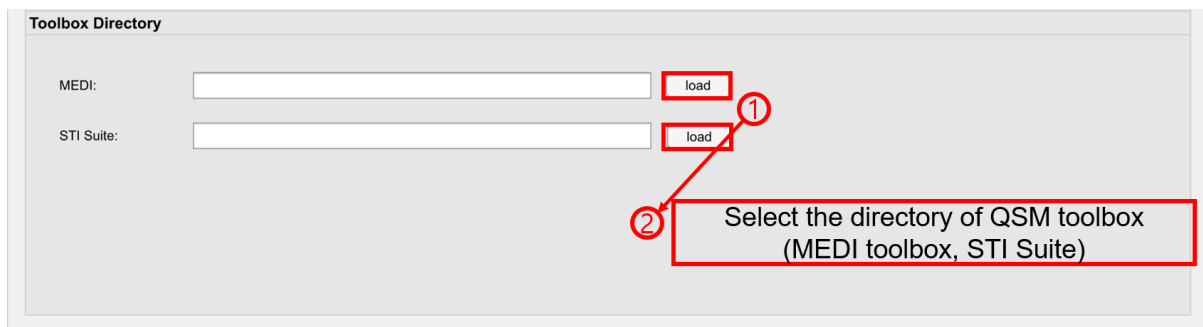 Toolbox Directory
MEDI:
load
1
STI Suite:
load
2
Select the directory of QSM toolbox
(MEDI toolbox, STI Suite)